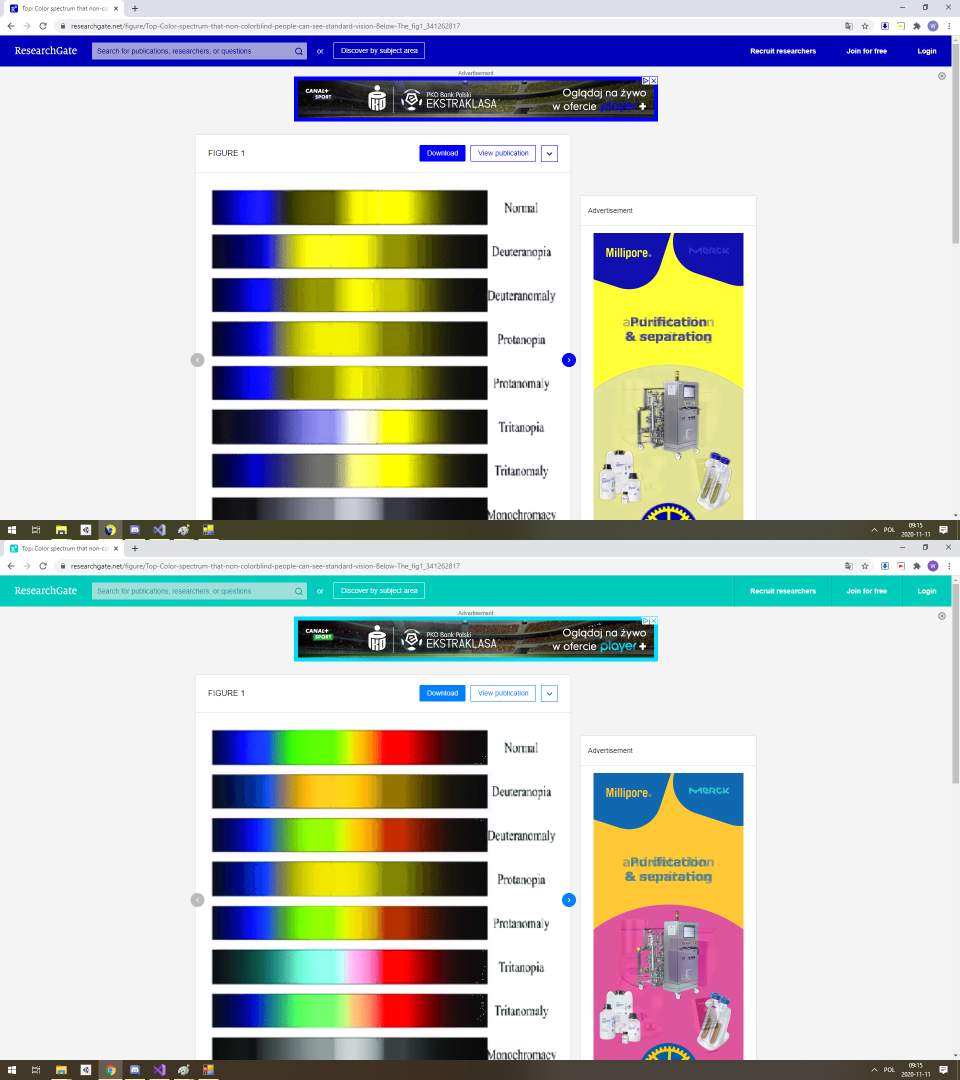 Top: Color spectrum that non-co
researchgate.net/figure/Top-Color-spectrum-that-non-colorblind-people-can-see-standard-vision-Below-The_fig1_341262817
W
ResearchGate
Search for publications, researchers, or questions
or
Discover by subject area
Recruit researchers
Join for free
Login
Advertisement
CANAL+
SPORT
PKO Bank Polski
EKSTRAKLASA
Oglądaj na żywo
w ofercie player+
FIGURE 1
Download
View publication
Normal
Deuteranopia
Deuteranomaly
Protanopia
Protanomaly
Tritanopia
Tritanomaly
Monochromacy
Advertisement
Millipore
MERCK
Purification
& separation
POL
09:15
2020-11-11
Top: Color spectrum that non-co
researchgate.net/figure/Top-Color-spectrum-that-non-colorblind-people-can-see-standard-vision-Below-The_fig1_341262817
W
ResearchGate
Search for publications, researchers, or questions
or
Discover by subject area
Recruit researchers
Join for free
Login
Advertisement
CANAL+
SPORT
PKO Bank Polski
EKSTRAKLASA
Oglądaj na żywo
w ofercie player+
FIGURE 1
Download
View publication
Normal
Deuteranopia
Deuteranomaly
Protanopia
Protanomaly
Tritanopia
Tritanomaly
Monochromacy
Advertisement
Millipore
MERCK
Purification
& separation
POL
09:15
2020-11-11